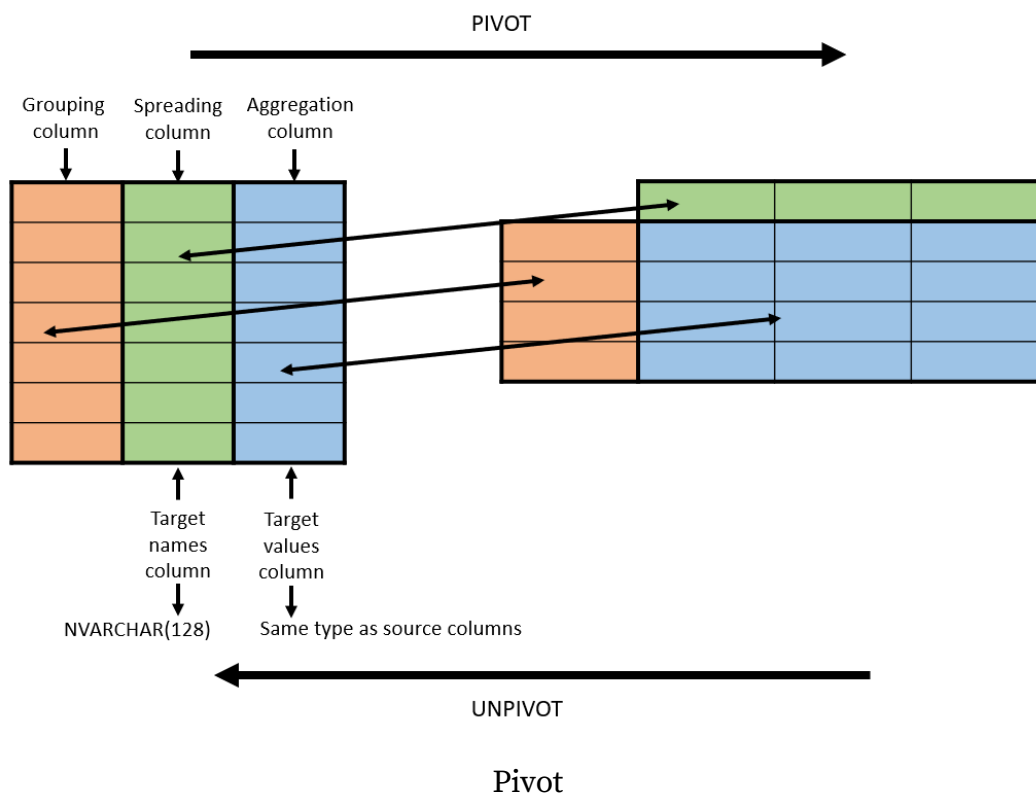 PIVOT
Grouping
column
Spreading
column
Aggregation
column
Target
names
column
Target
values
column
NVARCHAR(128)
Same type as source columns
UNPIVOT
Pivot